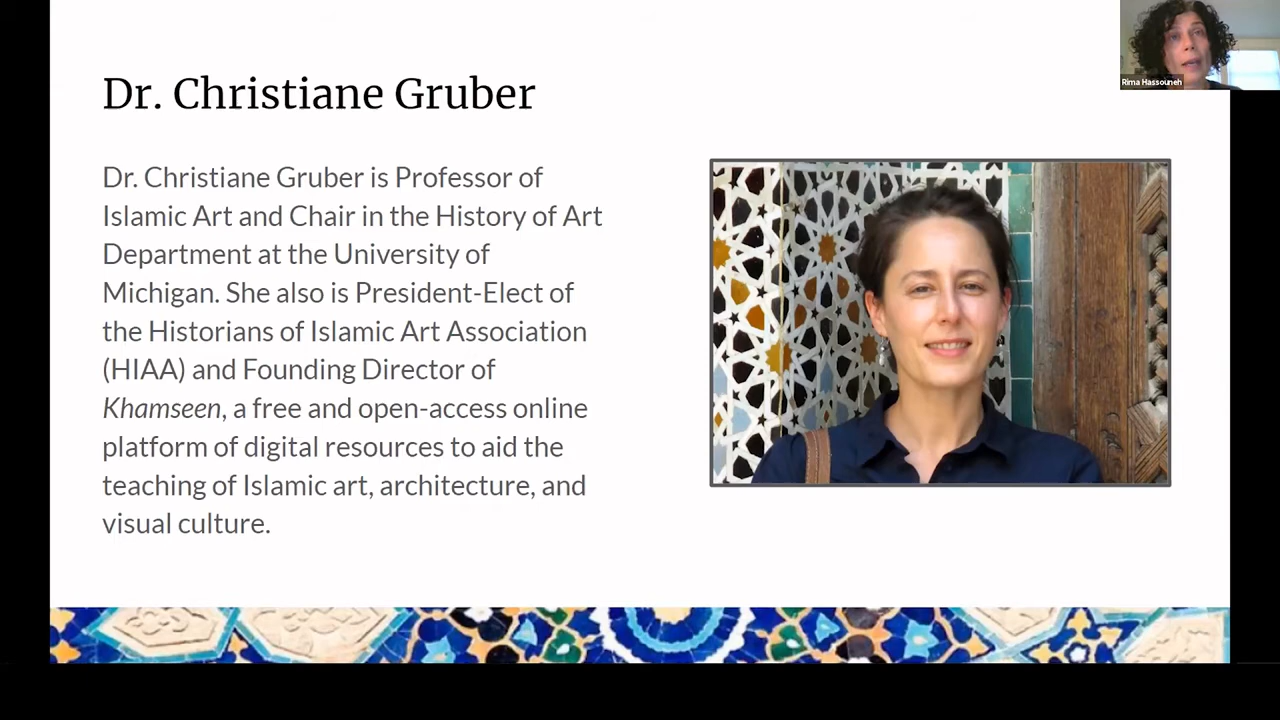 Dr. Christiane Gruber
Dr. Christiane Gruber is Professor of
Islamic Art and Chair in the History of Art
Department at the University of
Michigan. She also is President-Elect of
the Historians of Islamic Art Association
(HIAA) and Founding Director of
Khamseen, a free and open-access online
platform of digital resources to aid the
teaching of Islamic art, architecture, and
visual culture.
Rima Hassouneh